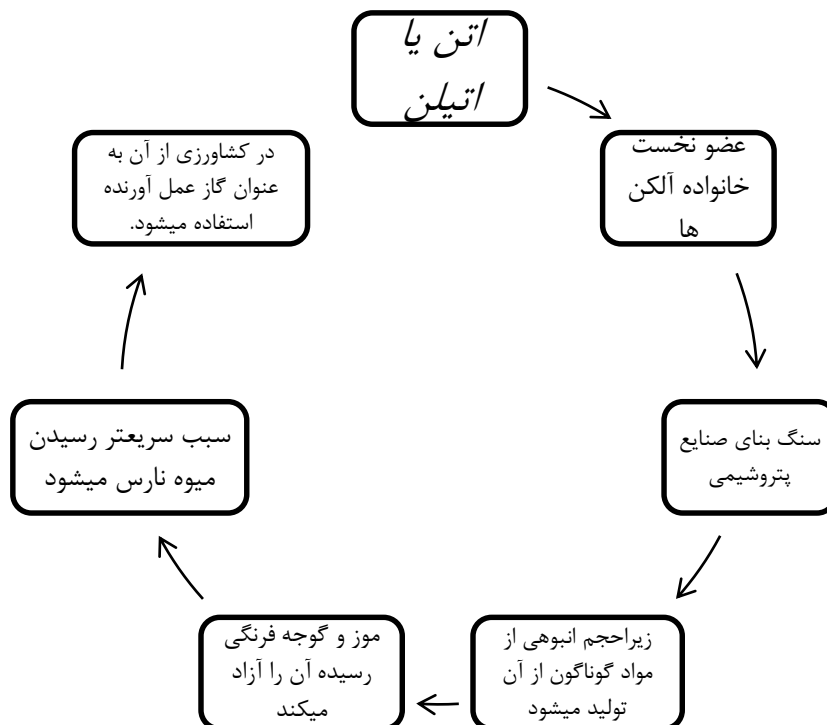 اتن یا
اتیلن
عضو نخست
خانواده آلکن
ها
سنگ بنای صنایع
پتروشیمی
زیراحجم انبوهی از
مواد گوناگون از آن
تولید میشود
موز و گوجه فرنگی
رسیده آن را آزاد
میکند
سبب سریعتر رسیدن
میوه نارس میشود
در کشاورزی از آن به
عنوان گاز عمل آورنده
استفاده میشود.